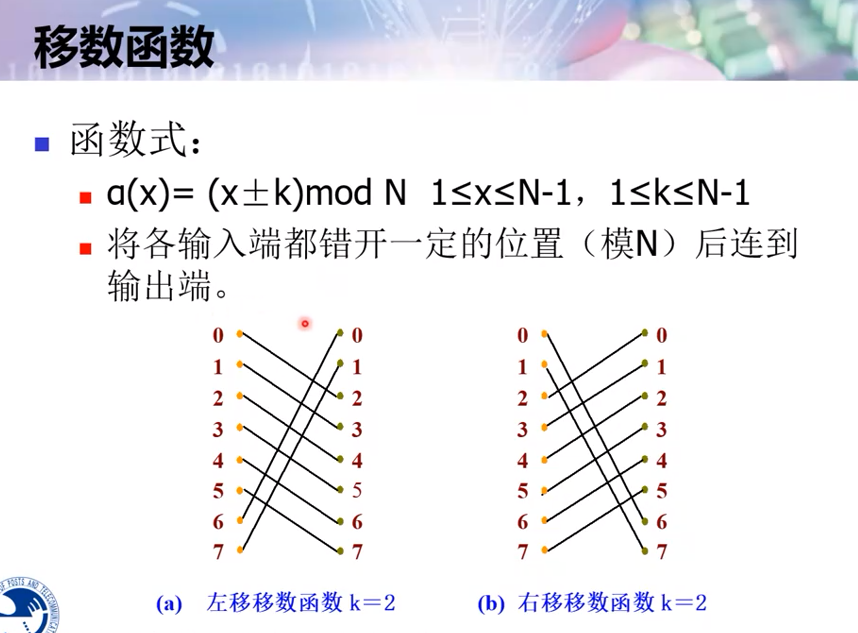 移数函数
函数式：
α(x)= (x±k)mod N 1≤x≤N-1，1≤k≤N-1
将各输入端都错开一定的位置（模N）后连到
输出端。
0 0 0 0
1 1 1 1
2 2 2 2
3 3 3 3
4 4 4 4
5 5 5 5
6 6 6 6
7 7 7 7
(a) 左移移数函数 k＝2 (b) 右移移数函数 k＝2
OF POSTS AND TELECOMMUNICATIO